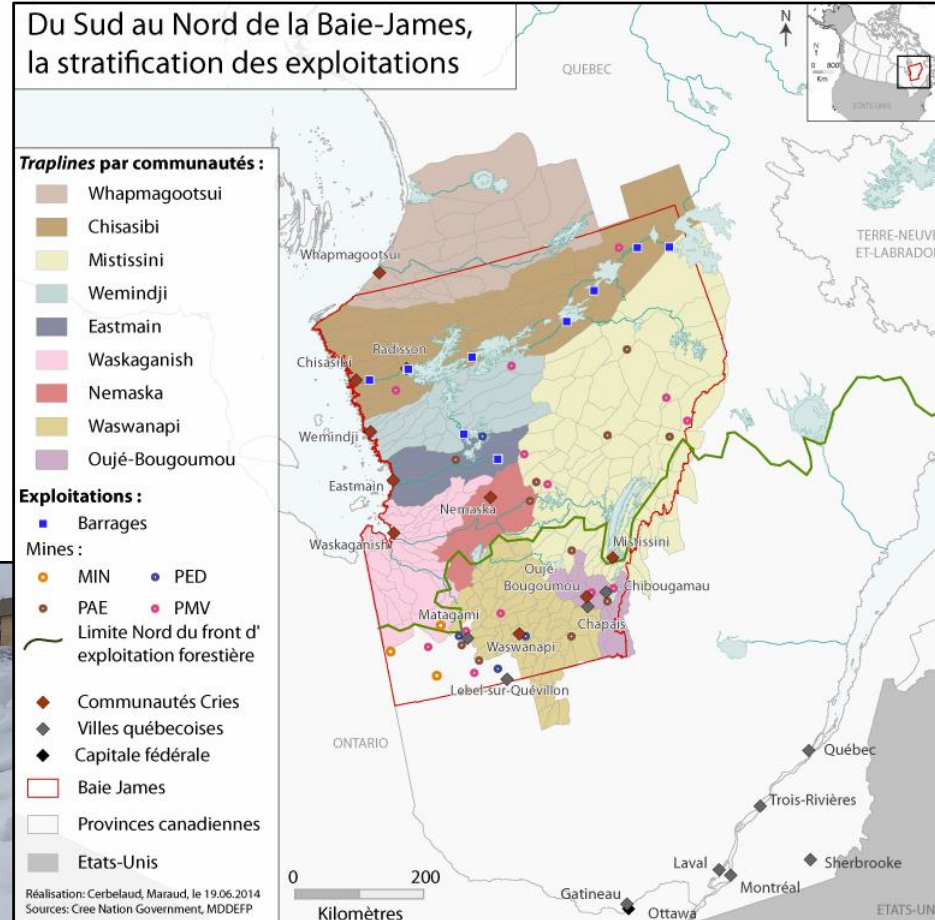 Du Sud au Nord de la Baie-James,
la stratification des exploitations
N
QUEBEC
N
0 800
Km
ETATS UNIS
Traplines par communautés :
Whapmagootsui
Chisasibi
Mistissini
Wemindji
Eastmain
Waskaganish
Nemaska
Waswanapi
Oujé-Bougoumou
Exploitations :
Barrages
Mines :
MIN
PED
PAE
PMV
Limite Nord du front d'
exploitation forestière
Communautés Cries
Villes québecoises
Capitale fédérale
Baie James
Provinces canadiennes
Etats-Unis
Réalisation: Cerbelaud, Maraud, le 19.06.2014
Sources: Cree Nation Government, MDDEFP
TERRE-NEUVE
ET-LABRADOR
Whapmagootsui
Radisson
Chisasibi
Wemindji
Eastmain
Nemaska
Waskaganish
Mistissini
Oujé-
Bougoumou
Chibougamau
Matagami
Chapais
Waswanapi
Lebel-sur-Quévillon
ONTARIO
Québec
Trois-Rivières
Laval
Sherbrooke
Montréal
Gatineau
Ottawa
ETATS-UN
0 200
Kilomètres